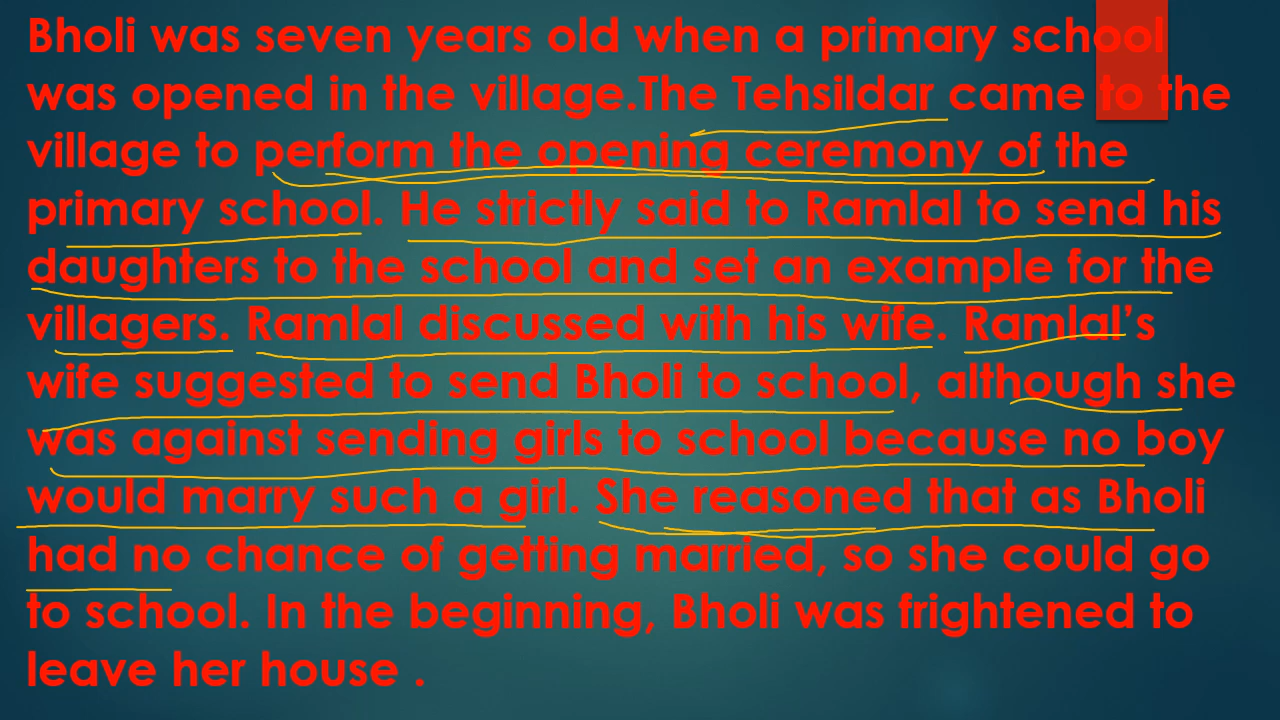 Bholi was seven years old when a primary school
was opened in the village.The Tehsildar came to the
village to perform the opening ceremony of the
primary school. He strictly said to Ramlal to send his
daughters to the school and set an example for the
villagers. Ramlal discussed with his wife. Ramlal’s
wife suggested to send Bholi to school, although she
was against sending girls to school because no boy
would marry such a girl. She reasoned that as Bholi
had no chance of getting married, so she could go
to school. In the beginning, Bholi was frightened to
leave her house .